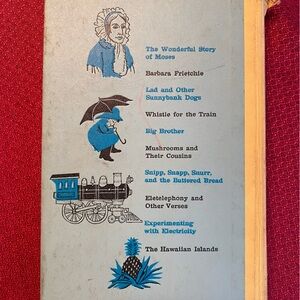 The Wonderful Story
of Moses
Barbara Frietchie
Lad and Other
Sunnybank Dogs
Whistle for the Train
Big Brother
Mushrooms and
Their Cousins
Snipp, Snapp, Snurr,
and the Buttered Bread
Eletelephony and
Other Verses
Experimenting
with Electricity
The Hawaiian Islands